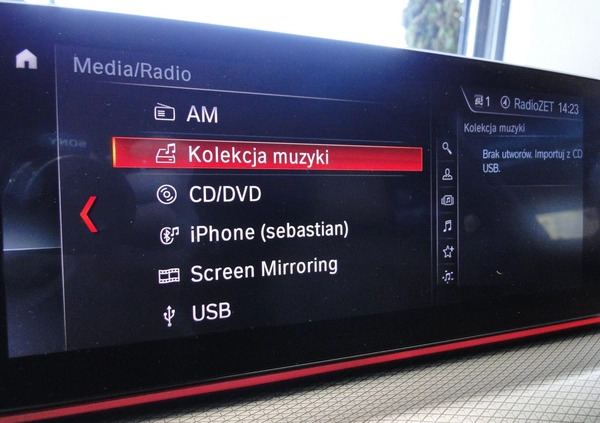 Media/Radio
AM
Kolekcja muzyki
CD/DVD
iPhone (sebastian)
Screen Mirroring
USB
1 RadioZET 14:23
Kolekcja muzyki
Brak utworów. Importuj z CD
USB.
SONY